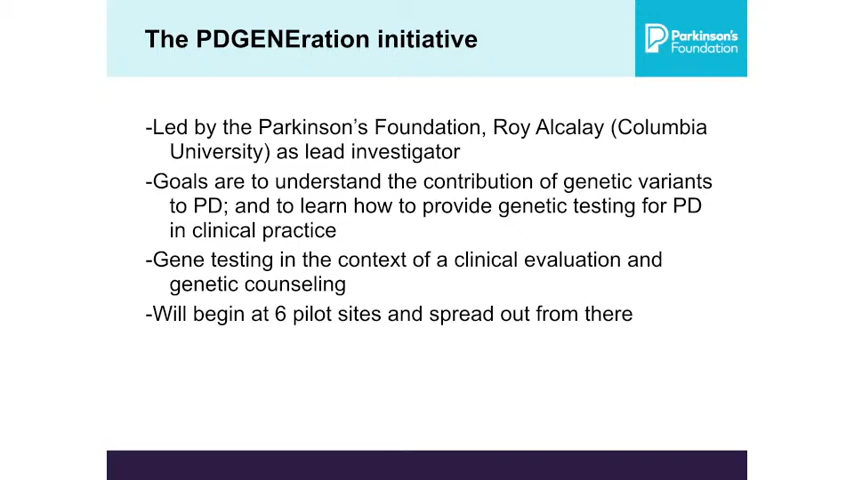 The PDGENEration initiative
Parkinson's
Foundation
-Led by the Parkinson's Foundation, Roy Alcalay (Columbia
University) as lead investigator
-Goals are to understand the contribution of genetic variants
to PD; and to learn how to provide genetic testing for PD
in clinical practice
-Gene testing in the context of a clinical evaluation and
genetic counseling
-Will begin at 6 pilot sites and spread out from there